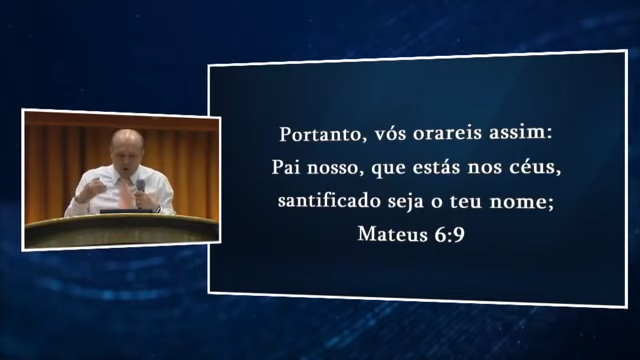 Portanto, vós orareis assim:
Pai nosso, que estás nos céus,
santificado seja o teu nome;
Mateus 6:9